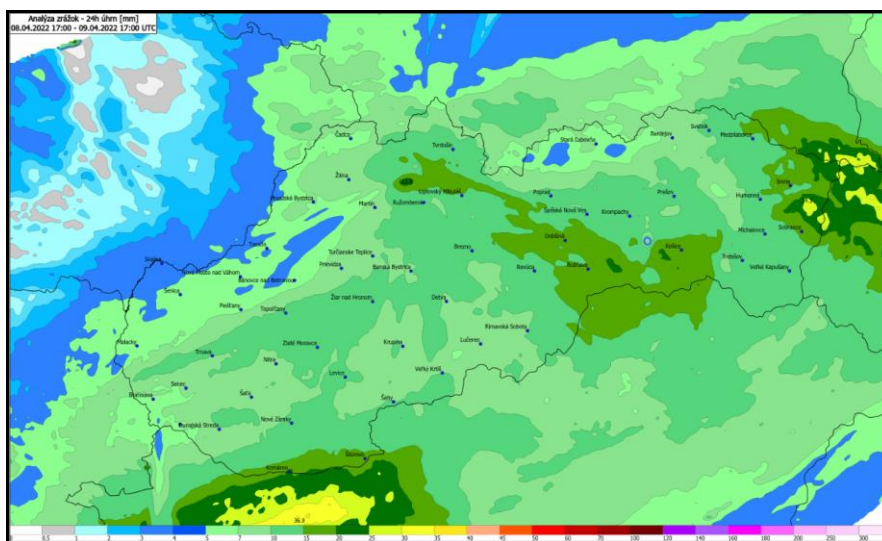 Analýza zrážok - 24h úhrn [mm]
08.04.2022 17:00 - 09.04.2022 17:00 UTC
Svidník
Čadca
Bardejov
Medzilaborce
Stará Ľubovňa
Tvrdošín
Žilina
Snina
Považská Bystrica
Liptovský Mikuláš
Poprad
Prešov
Humenné
Martin
Ružomberok
Spišská Nová Ves
Krompachy
Michalovce
Sobrance
Trenčín
Dobšiná
Košice
Turčianske Teplice
Brezno
Skalica
Trebišov
Nové Mesto nad Váhom
Prievidza
Banská Bystrica
Revúca
Rožňava
Veľké Kapušany
Bánovce nad Bebravou
Senica
Piešťany
Topoľčany
Žiar nad Hronom
Detva
Rimavská Sobota
Malacky
Trnava
Zlaté Moravce
Krupina
Lučenec
Nitra
Levice
Veľký Krtíš
Senec
Bratislava
Šaľa
Šahy
Dunajská Streda
Nové Zámky
Štúrovo
Komárno
36.9
0 0.5 1 2 3 4 5 7 10 15 20 25 30 35 40 45 50 60 70 80 100 120 140 160 180 200 250 300